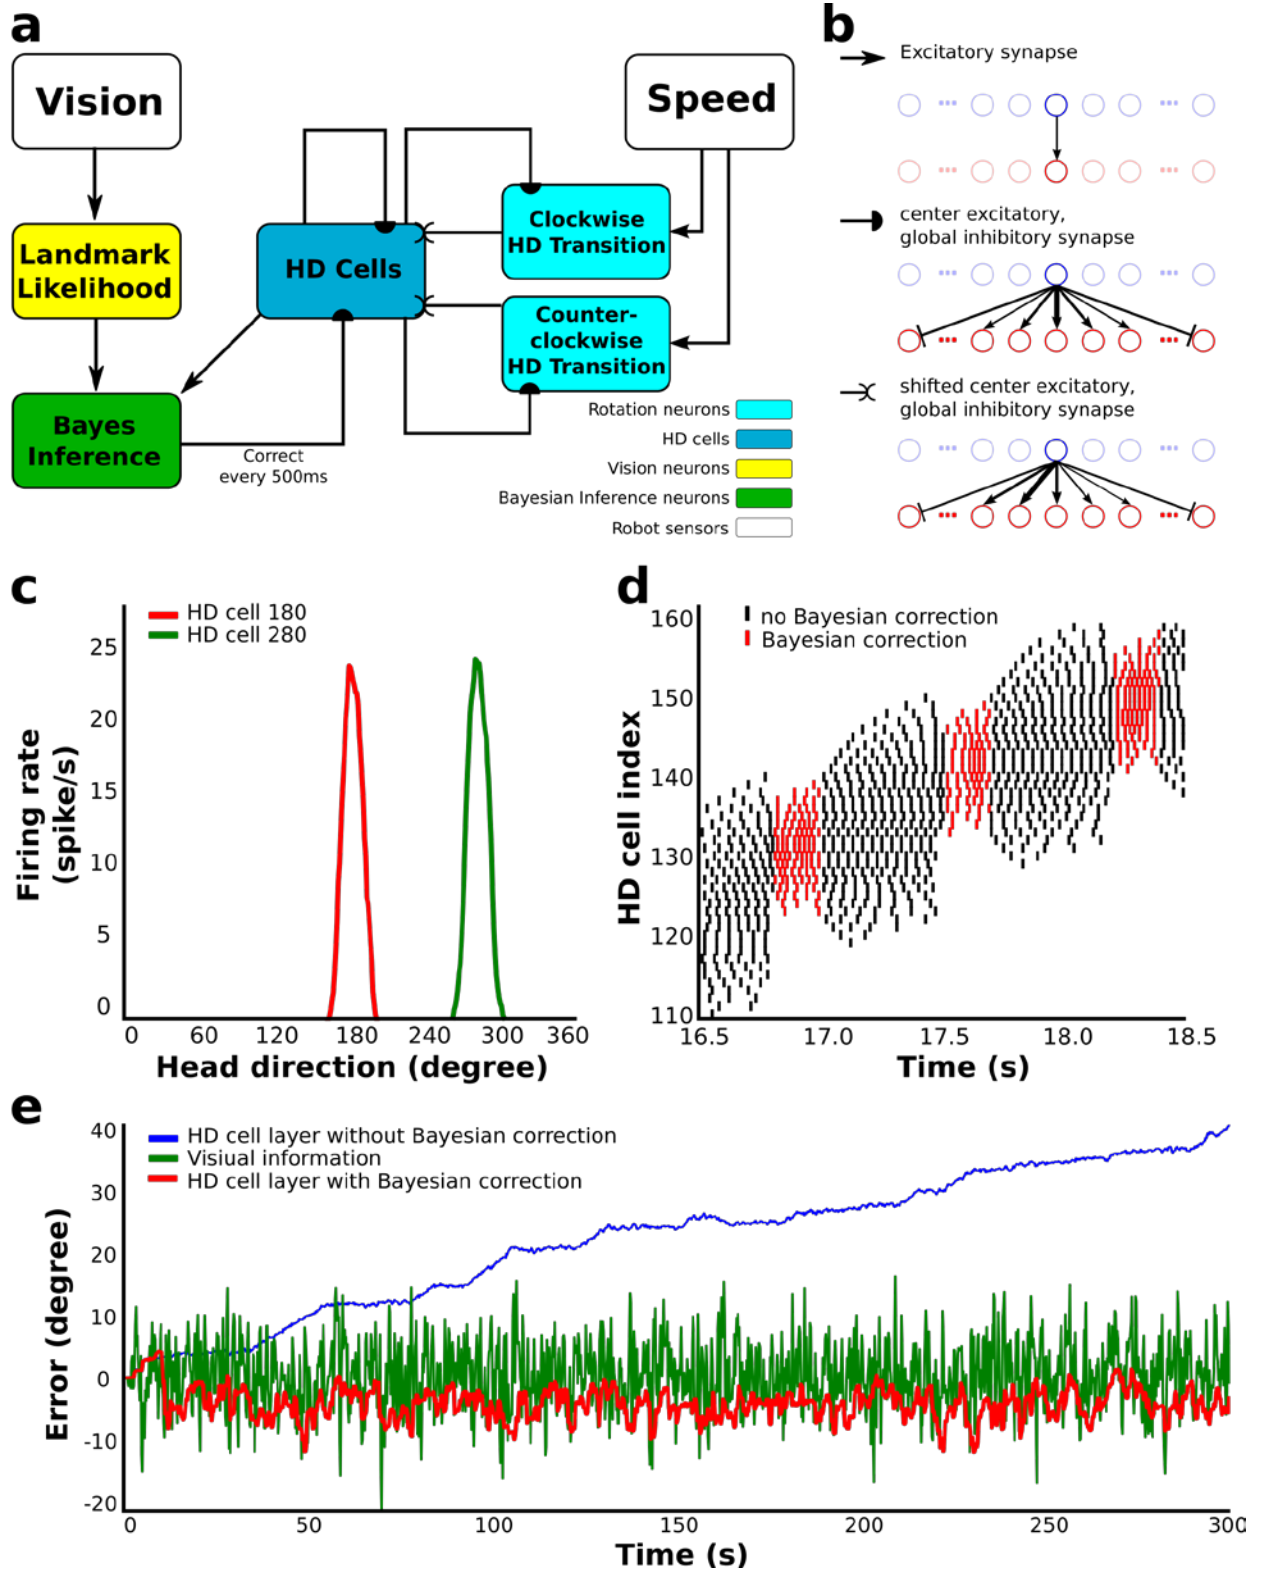 a
Vision
Speed
Landmark
Likelihood
HD Cells
Clockwise
HD Transition
Counter-
clockwise
HD Transition
Bayes
Inference
Correct
every 500ms
Rotation neurons
HD cells
Vision neurons
Bayesian Inference neurons
Robot sensors
b
Excitatory synapse
center excitatory,
global inhibitory synapse
shifted center excitatory,
global inhibitory synapse
c
HD cell 180
HD cell 280
Firing rate
(spike/s)
25
20
15
10
5
0
0 60 120 180 240 300 360
Head direction (degree)
d
no Bayesian correction
Bayesian correction
HD cell index
160
150
140
130
120
110
16.5 17.0 17.5 18.0 18.5
Time (s)
e
HD cell layer without Bayesian correction
Visiual information
HD cell layer with Bayesian correction
Error (degree)
40
30
20
10
0
-10
-20
0 50 100 150 200 250 300
Time (s)